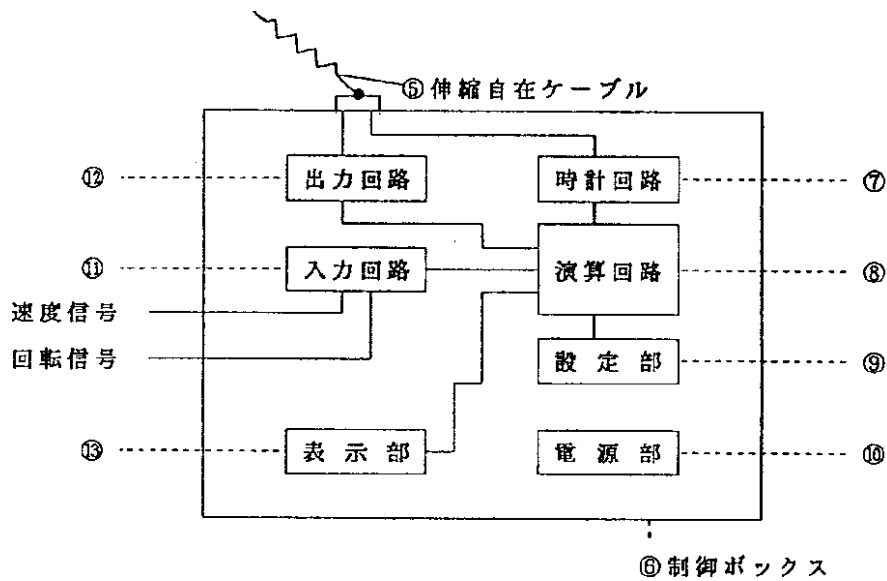 ⑤伸縮自在ケーブル
⑫ 出力回路 時計回路 ⑦
⑪ 入力回路 演算回路 ⑧
速度信号
回転信号 設定部 ⑨
⑬ 表示部 電源部 ⑩
⑥制御ボックス